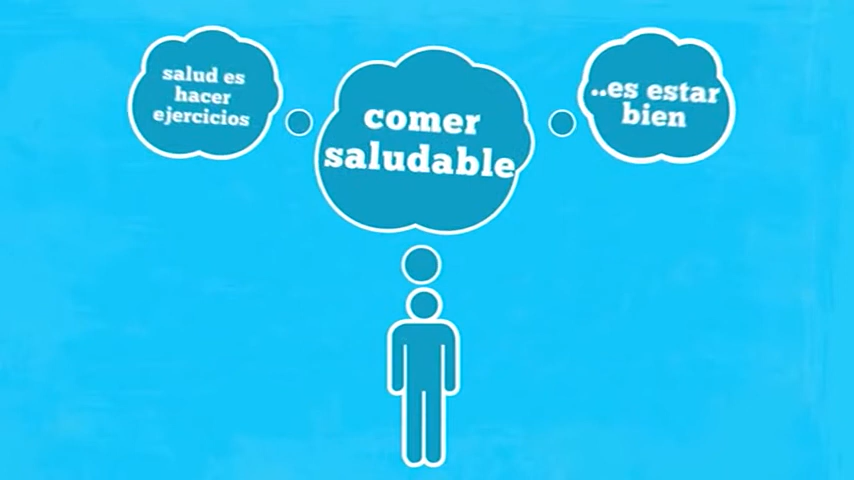 salud es
hacer
ejercicios
comer
saludable
..es estar
bien